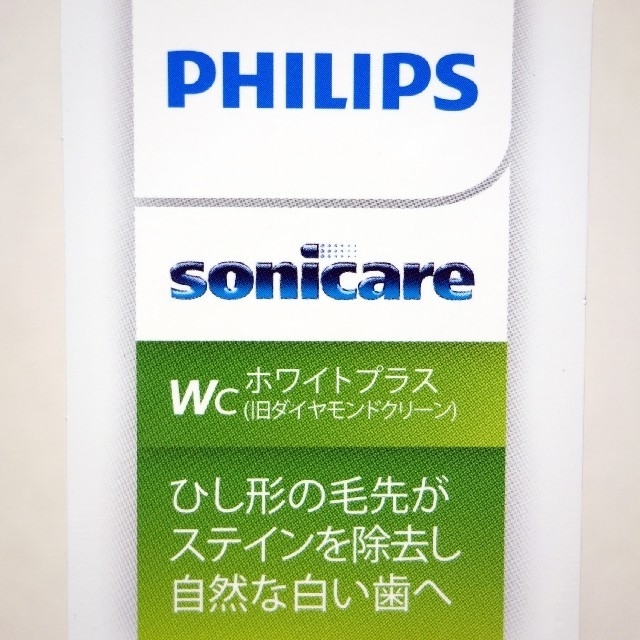 PHILIPS
sonicare
Wc ホワイトプラス
(旧ダイヤモンドクリーン)
ひし形の毛先が
ステインを除去し
自然な白い歯へ